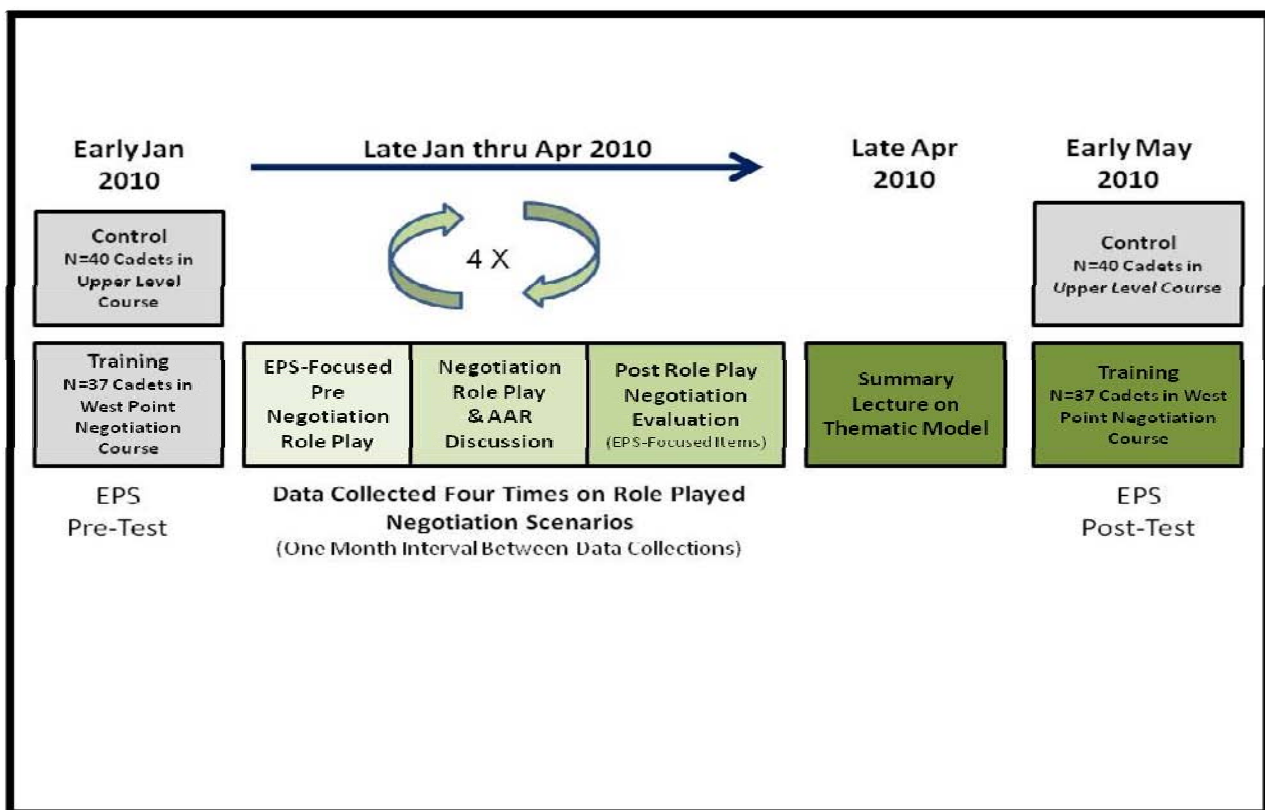 Early Jan
2010
Late Jan thru Apr 2010
Late Apr
2010
Early May
2010
Control
N=40 Cadets in
Upper Level
Course
4 X
Control
N=40 Cadets in
Upper Level Course
Training
N=37 Cadets in
West Point
Negotiation
Course
EPS-Focused
Pre
Negotiation
Role Play
Negotiation
Role Play
& AAR
Discussion
Post Role Play
Negotiation
Evaluation
(EPS-Focused Items)
Summary
Lecture on
Thematic Model
Training
N=37 Cadets in West
Point Negotiation
Course
EPS
Pre-Test
Data Collected Four Times on Role Played
Negotiation Scenarios
(One Month Interval Between Data Collections)
EPS
Post-Test